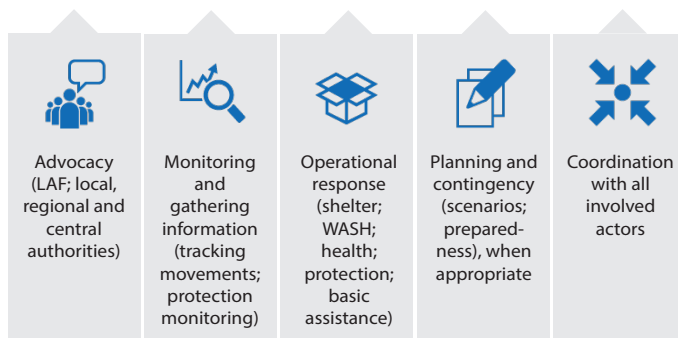 Advocacy
(LAF; local,
regional and
central
authorities)
Monitoring
and
gathering
information
(tracking
movements;
protection
monitoring)
Operational
response
(shelter;
WASH;
health;
protection;
basic
assistance)
Planning and
contingency
(scenarios;
prepared-
ness), when
appropriate
Coordination
with all
involved
actors